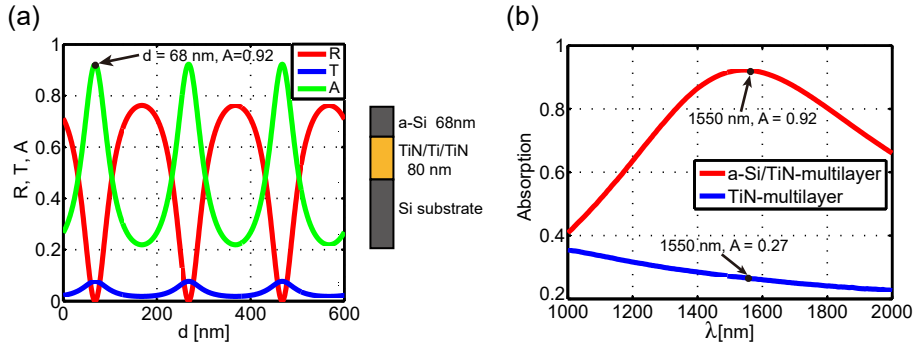 (a)
d = 68 nm, A=0.92
R
T
A
1
0.8
0.6
0.4
0.2
0
R, T, A
0
200
400
600
d [nm]
a-Si 68nm
TiN/Ti/TiN
80 nm
Si substrate
(b)
1
0.8
0.6
0.4
0.2
Absorption
1550 nm, A = 0.92
a-Si/TiN-multilayer
TiN-multilayer
1550 nm, A = 0.27
1000
1200
1400
1600
1800
2000
λ[nm]